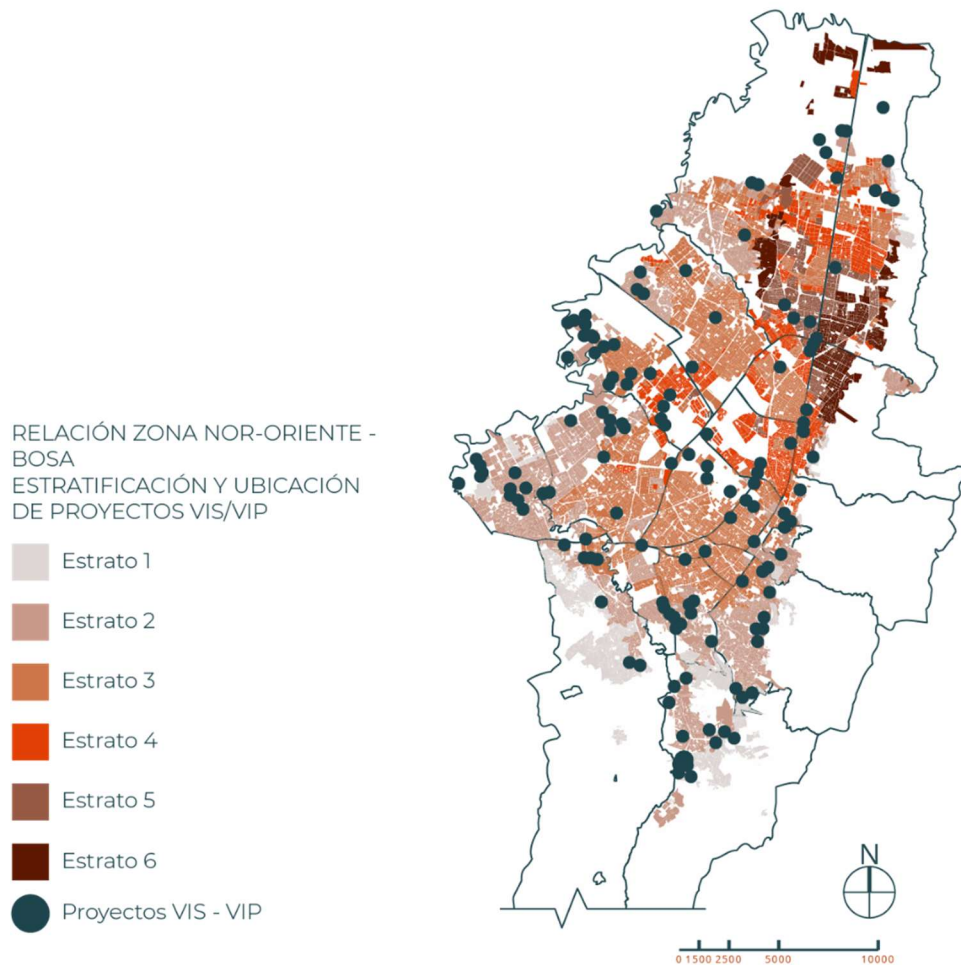 RELACIÓN ZONA NOR-ORIENTE -
BOSA
ESTRATIFICACIÓN Y UBICACIÓN
DE PROYECTOS VIS/VIP
Estrato 1
Estrato 2
Estrato 3
Estrato 4
Estrato 5
Estrato 6
Proyectos VIS - VIP
N
0 1500 2500 5000 10000